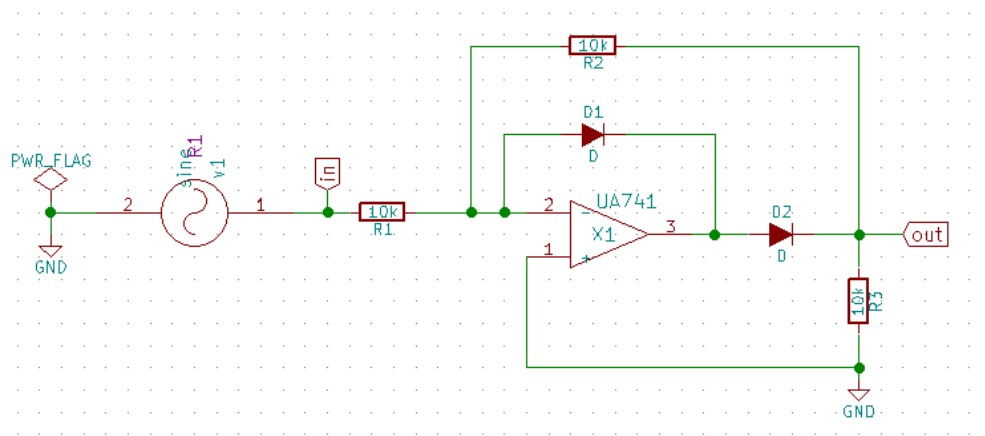 10k
R2
D1
D
PWR_FLAG
GND
2
sine
R1
v1
1
in
10k
R1
2
1
UA741
X1
3
−
+
D2
D
out
10k
R3
GND